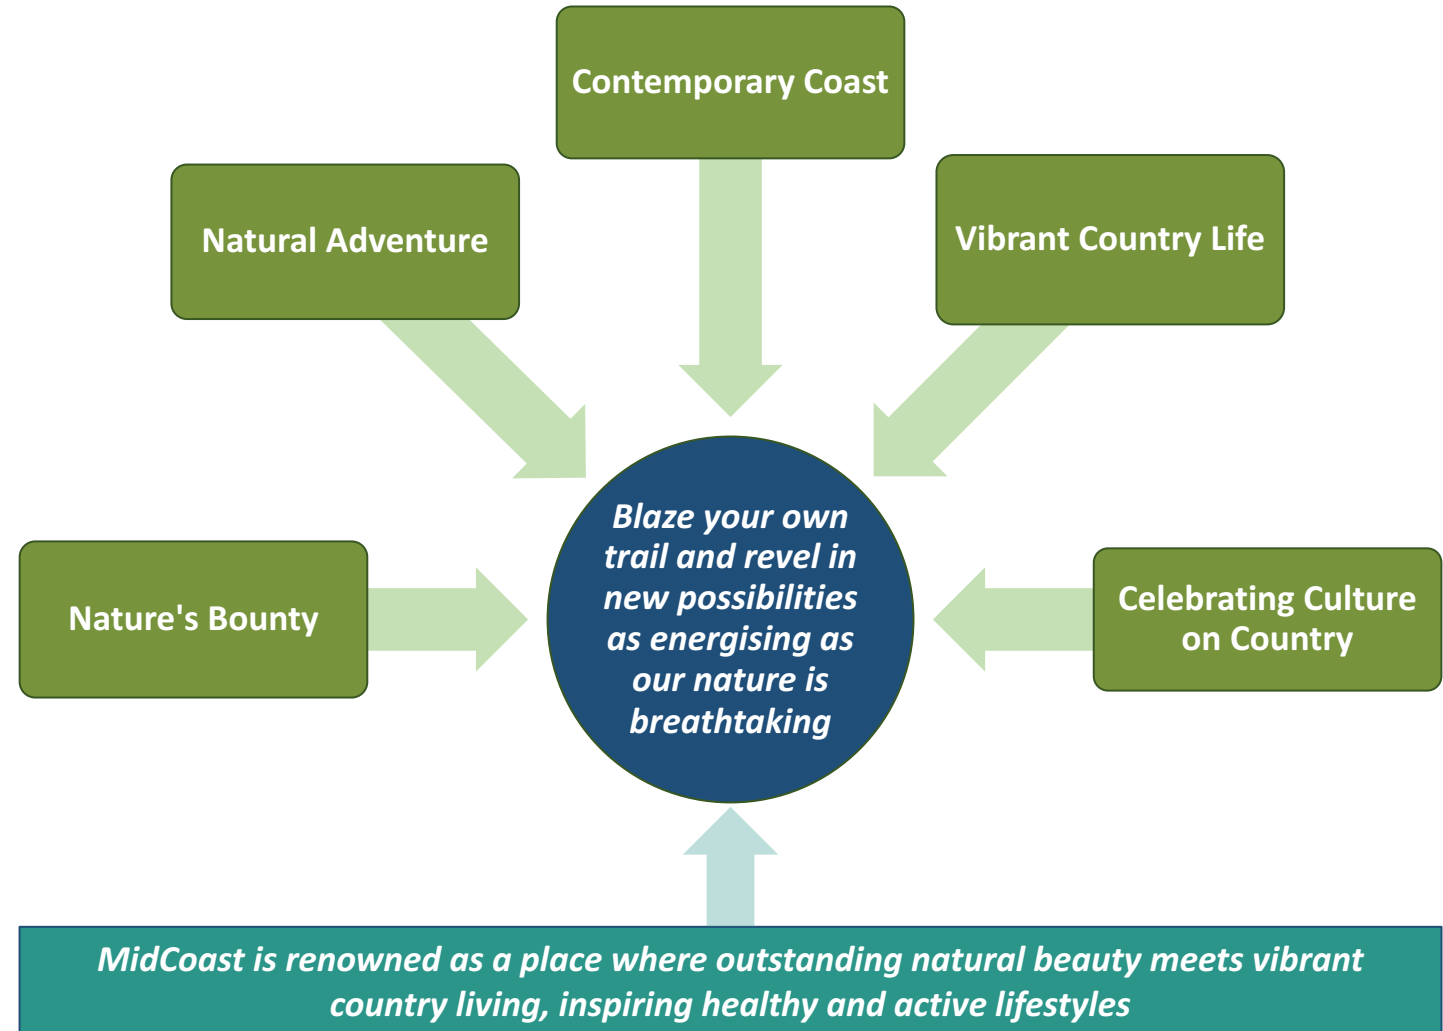 Contemporary Coast
Natural Adventure
Vibrant Country Life
Blaze your own
trail and revel in
new possibilities
as energising as
our nature is
breathtaking
Nature's Bounty
Celebrating Culture
on Country
MidCoast is renowned as a place where outstanding natural beauty meets vibrant
country living, inspiring healthy and active lifestyles